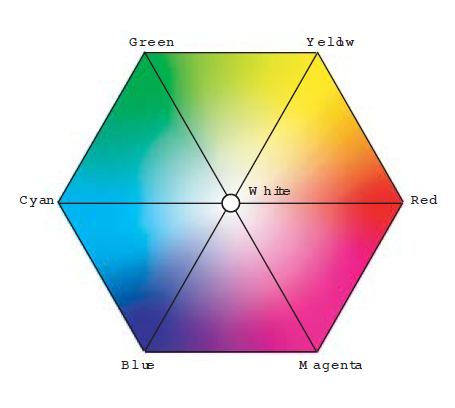 Green
Yellow
White
Cyan
Red
Blue
Magenta